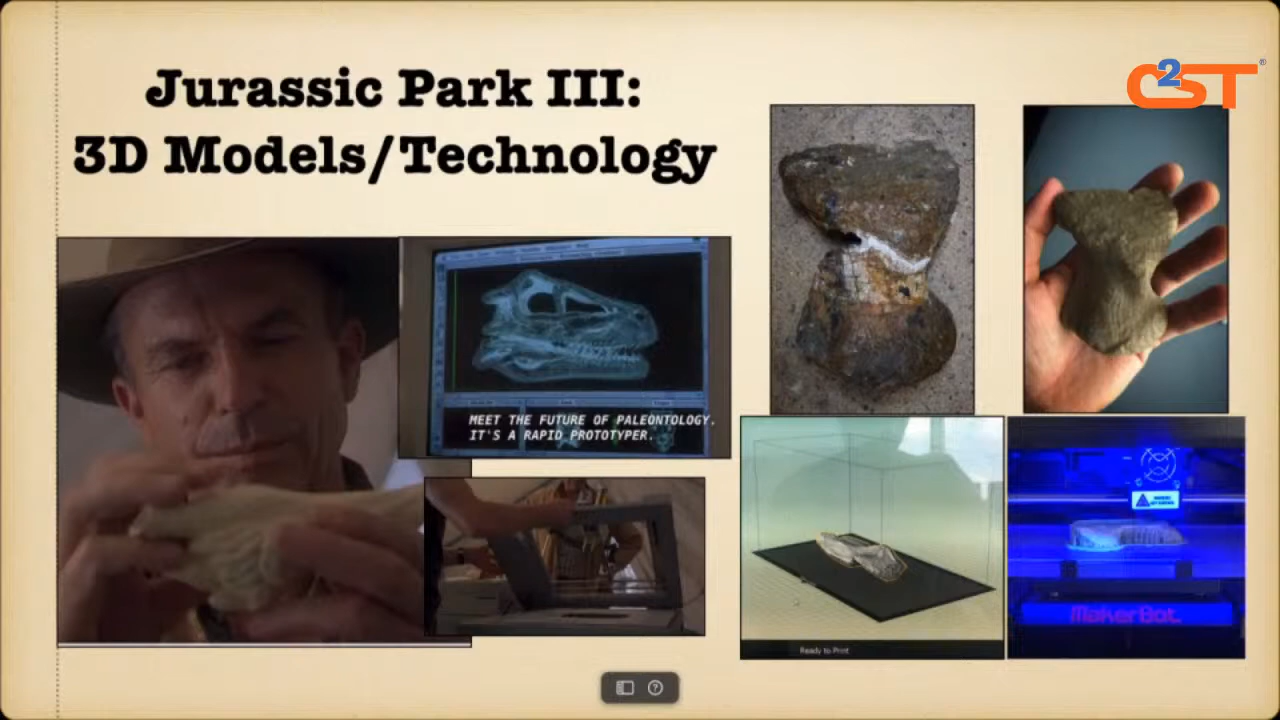 Jurassic Park III:
3D Models/Technology
C2ST®
MEET THE FUTURE OF PALEONTOLOGY.
IT'S A RAPID PROTOTYPER.
Ready to Print
MakerBot